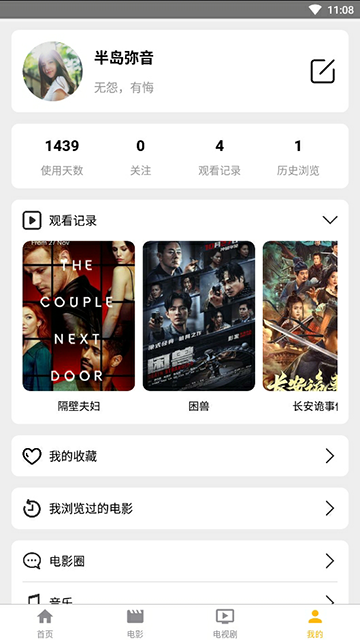 11:08
半岛弥音
无怨，有悔
1439
0
4
1
使用天数
关注
观看记录
历史浏览
观看记录
From 27 Nov
THE
COUPLE
NEXT
DOOR
困兽
隔壁夫妇
困兽
长安诡事
我的收藏
我浏览过的电影
电影圈
音乐
首页
电影
电视剧
我的